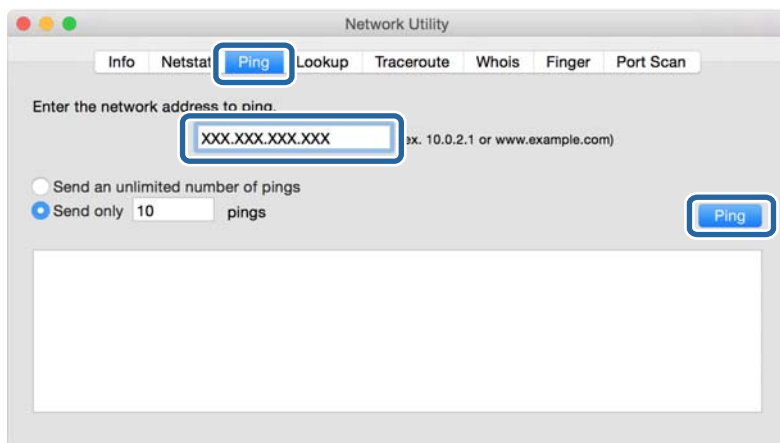 Network Utility
Info Netstat Ping Lookup Traceroute Whois Finger Port Scan
Enter the network address to ping.
XXX.XXX.XXX.XXX ex. 10.0.2.1 or www.example.com)
Send an unlimited number of pings
Send only 10 pings
Ping